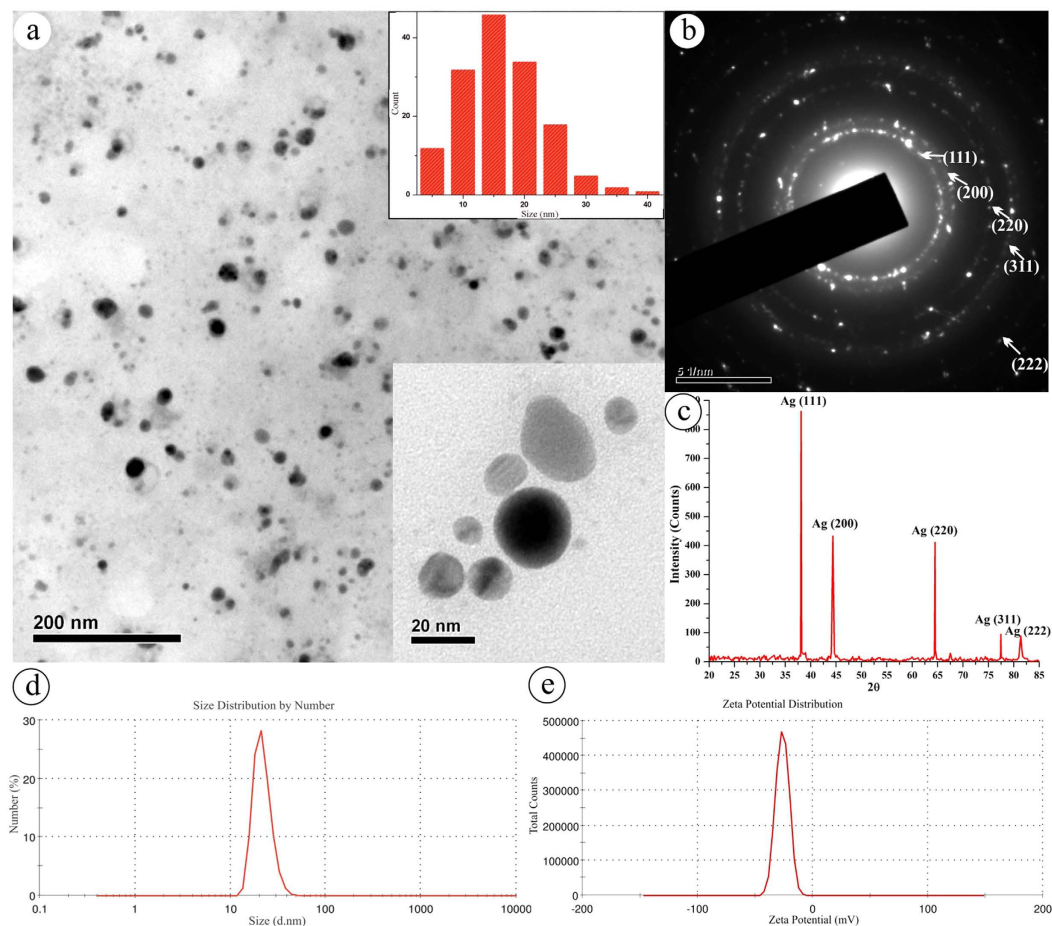 a
40
20
0
Count
10
20
30
40
Size (nm)
200 nm
20 nm
b
(111)
(200)
(220)
(311)
(222)
5 1/nm
c
Ag (111)
Ag (200)
Ag (220)
Ag (311)
Ag (222)
800
700
600
500
400
300
200
100
0
Intensity (Counts)
20 25 30 35 40 45 50 55 60 65 70 75 80 85
2θ
d
Size Distribution by Number
30
20
10
0
Number (%)
0.1 1 10 100 1000 10000
Size (d.nm)
e
Zeta Potential Distribution
500000
400000
300000
200000
100000
0
Total Counts
-200 -100 0 100 200
Zeta Potential (mV)